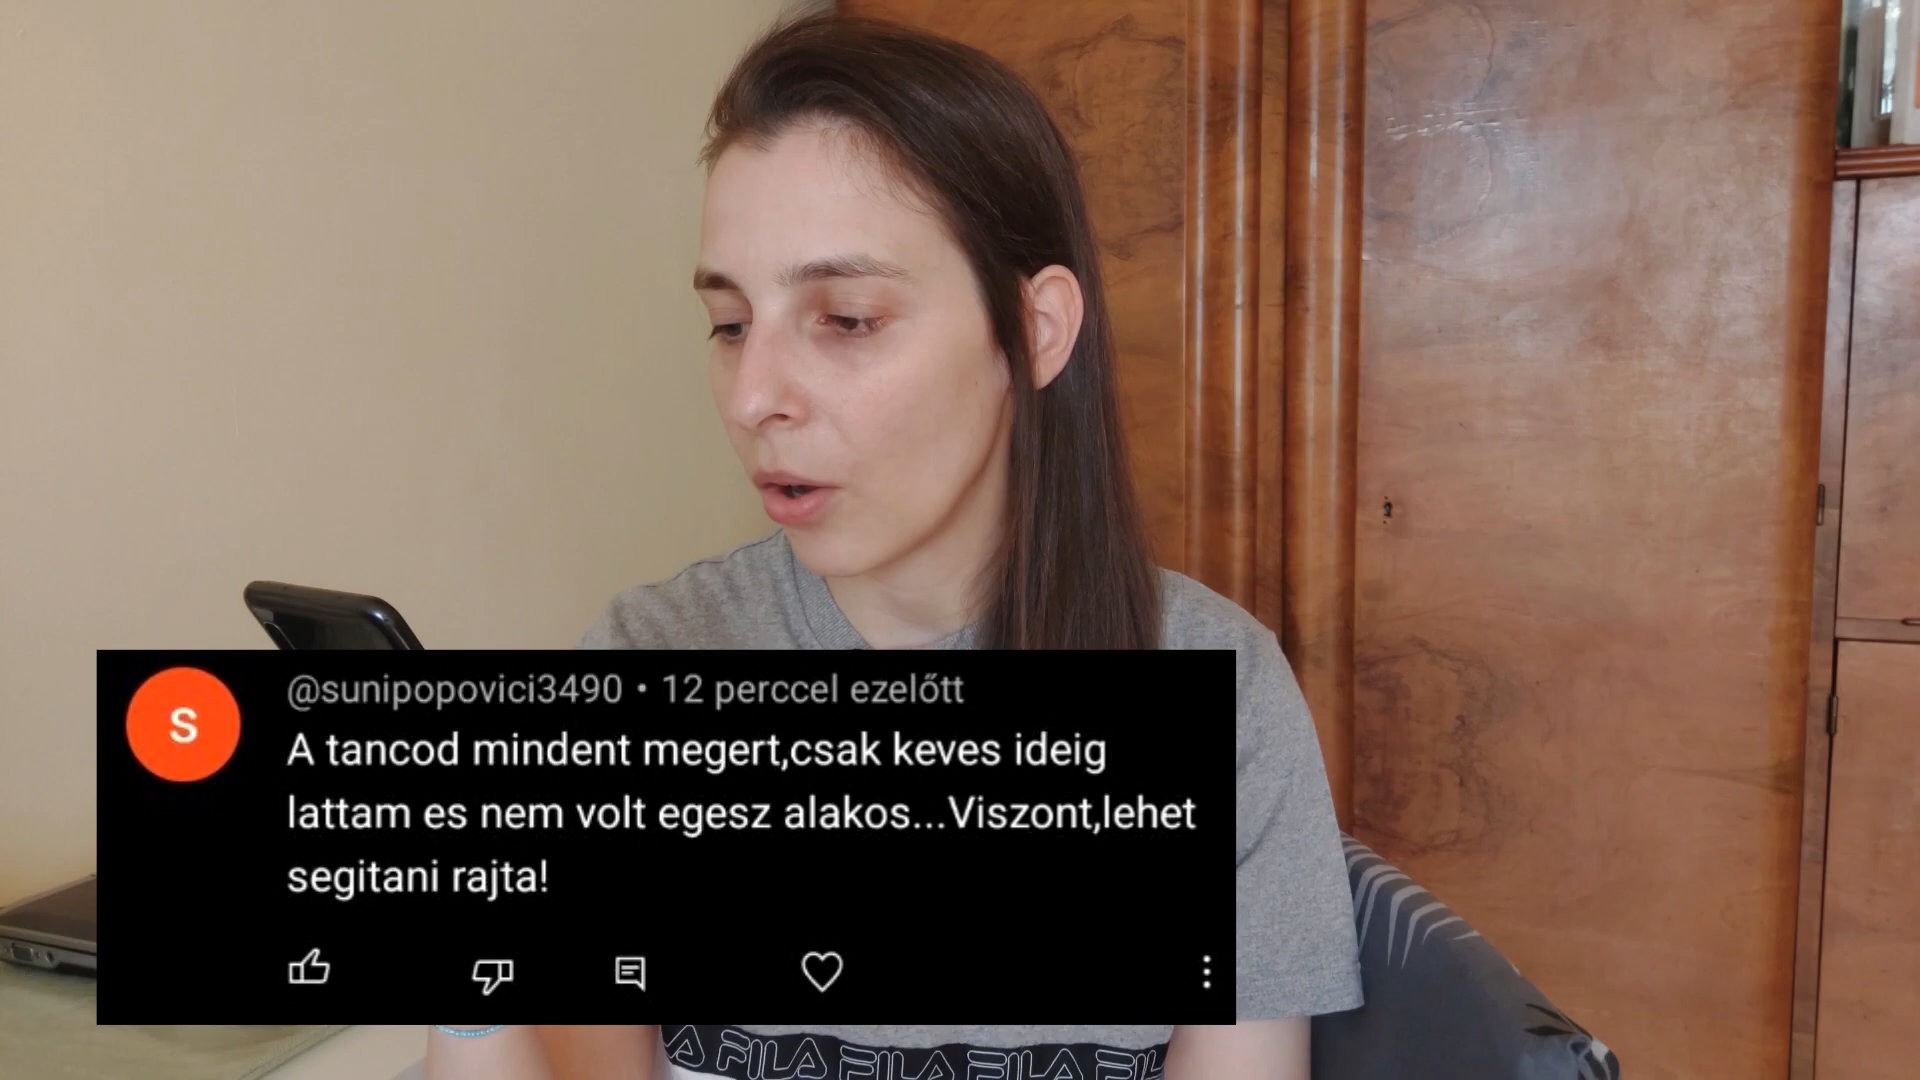 S
@sunipopovici3490 • 12 perccel ezelőtt
A tancod mindent megert,csak keves ideig
lattam es nem volt egesz alakos...Viszont,lehet
segitani rajta!
FILA FILA FILA FILA